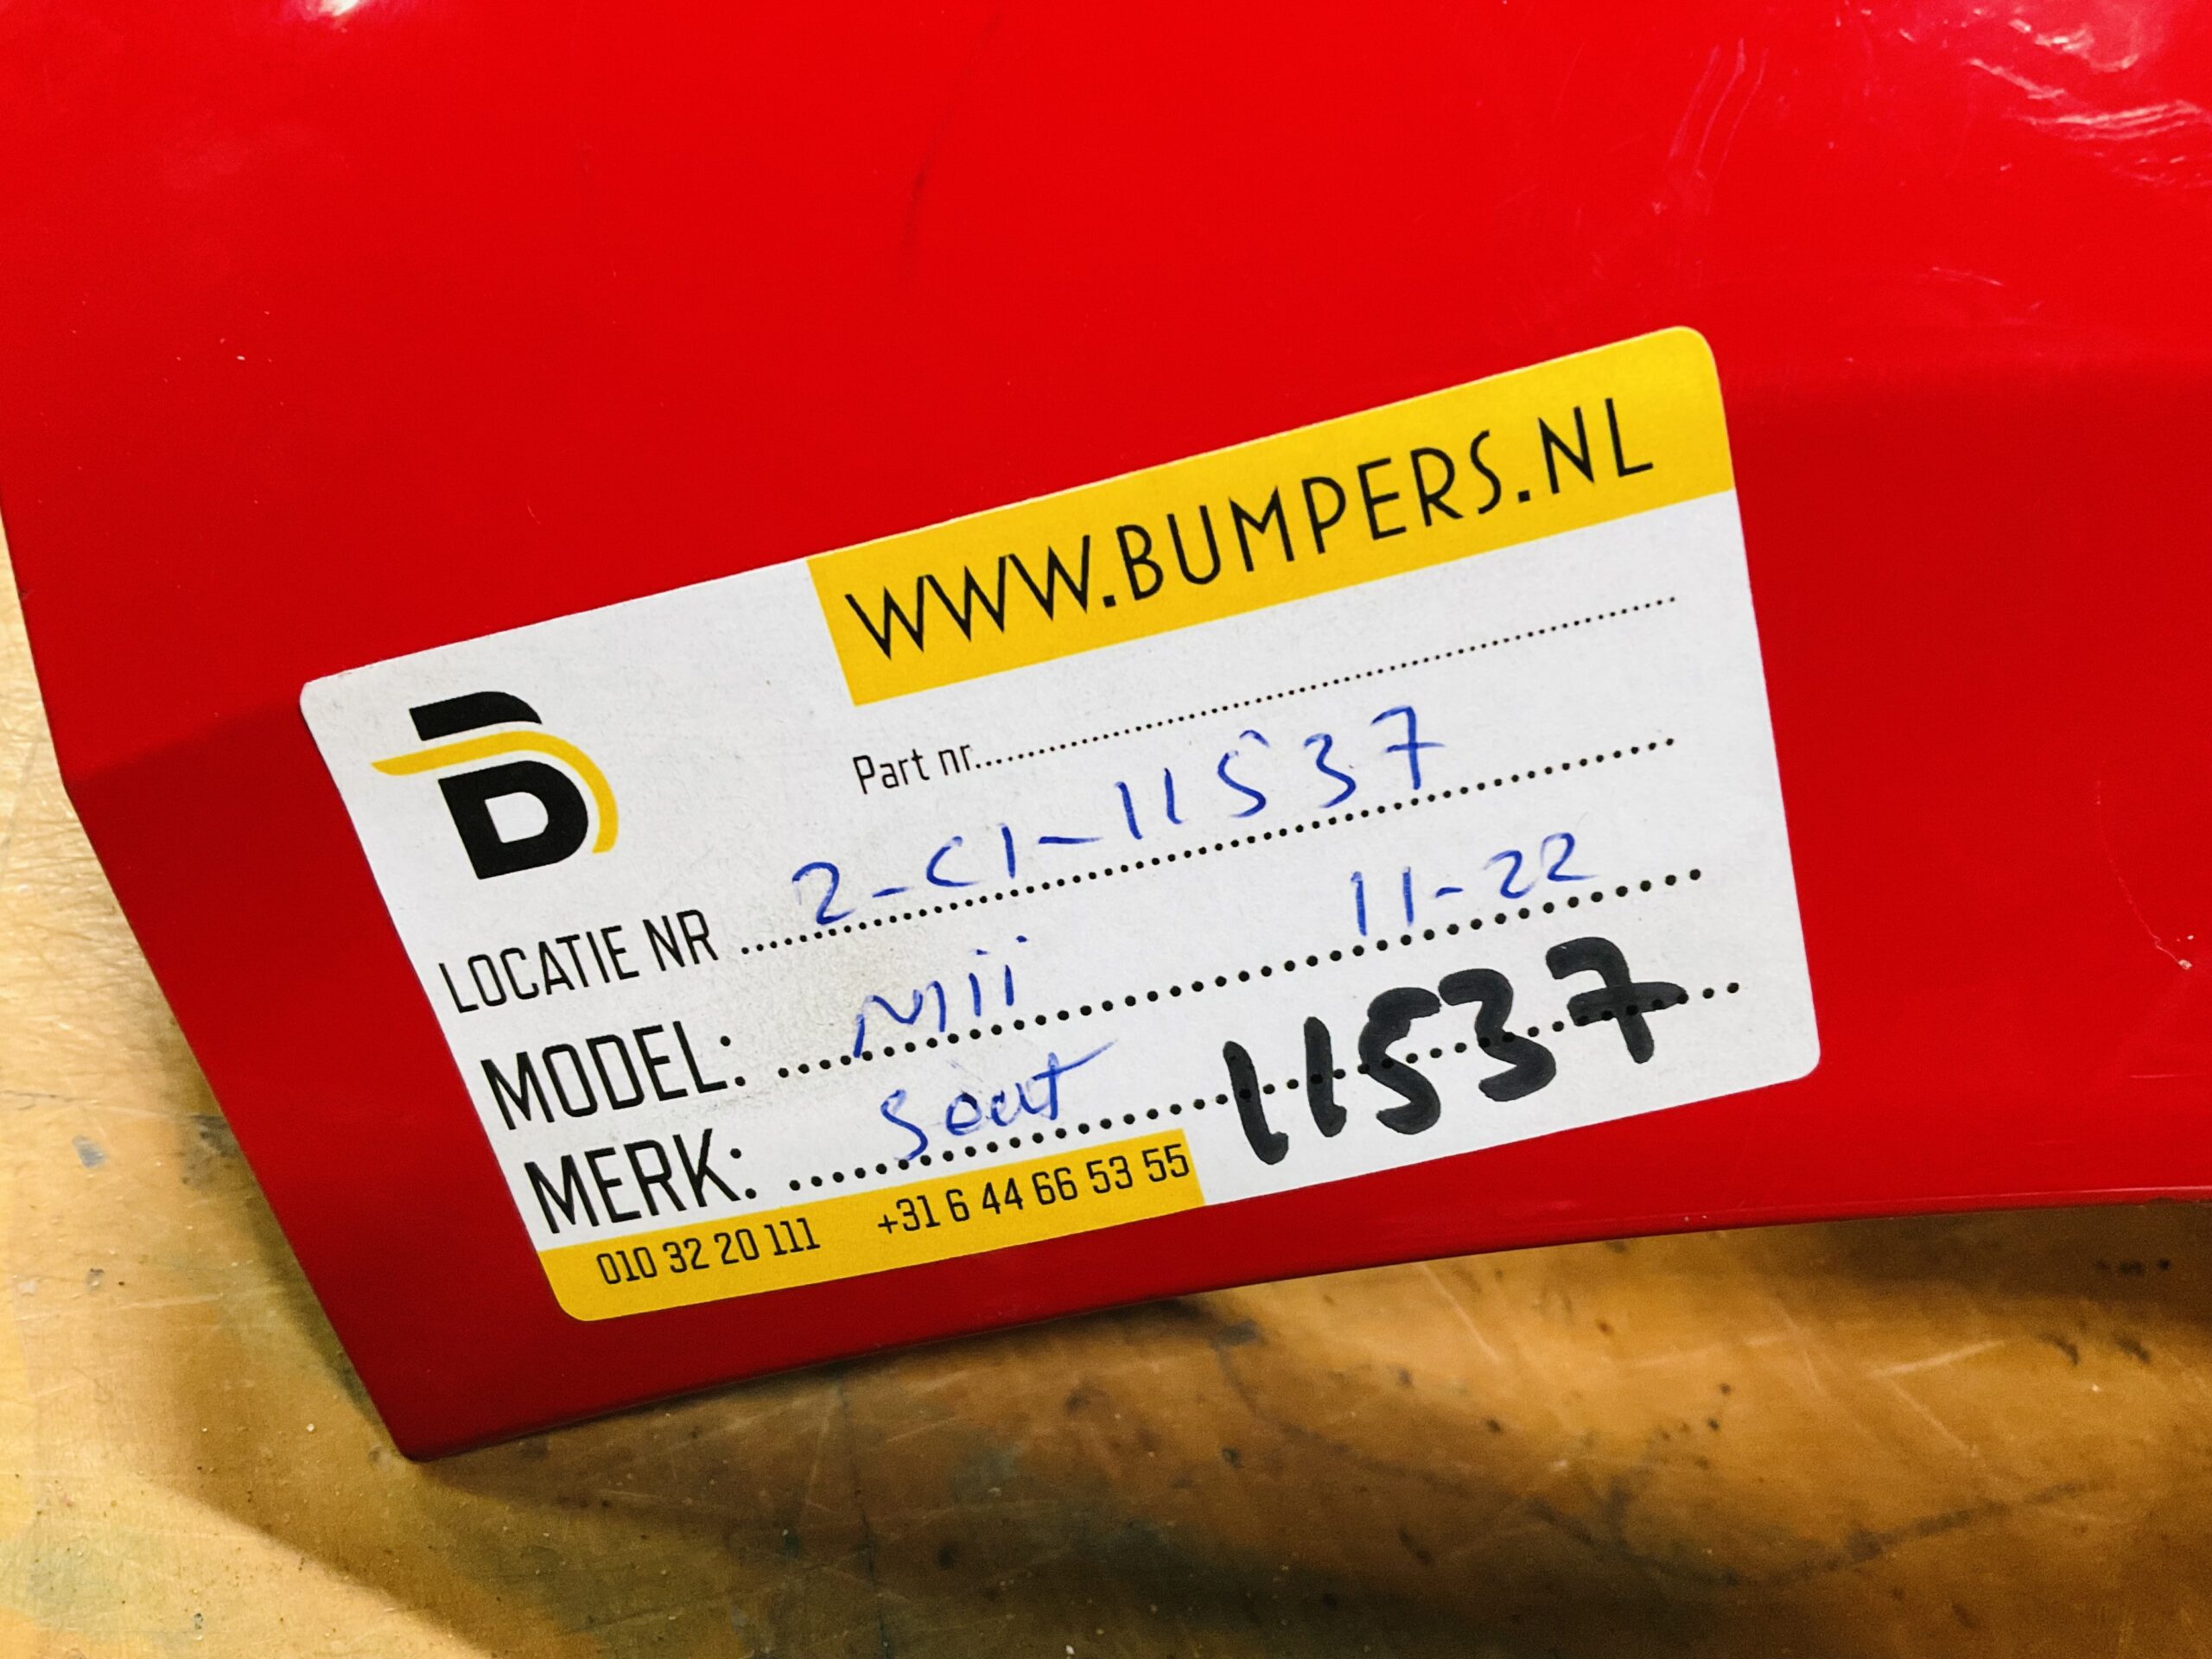 WWW.BUMPERS.NL
Part nr..........
LOCATIE NR 2-C1-11537
MODEL: Mii 11-22
MERK: Seat 11537
010 32 20 111 +31 6 44 66 53 55